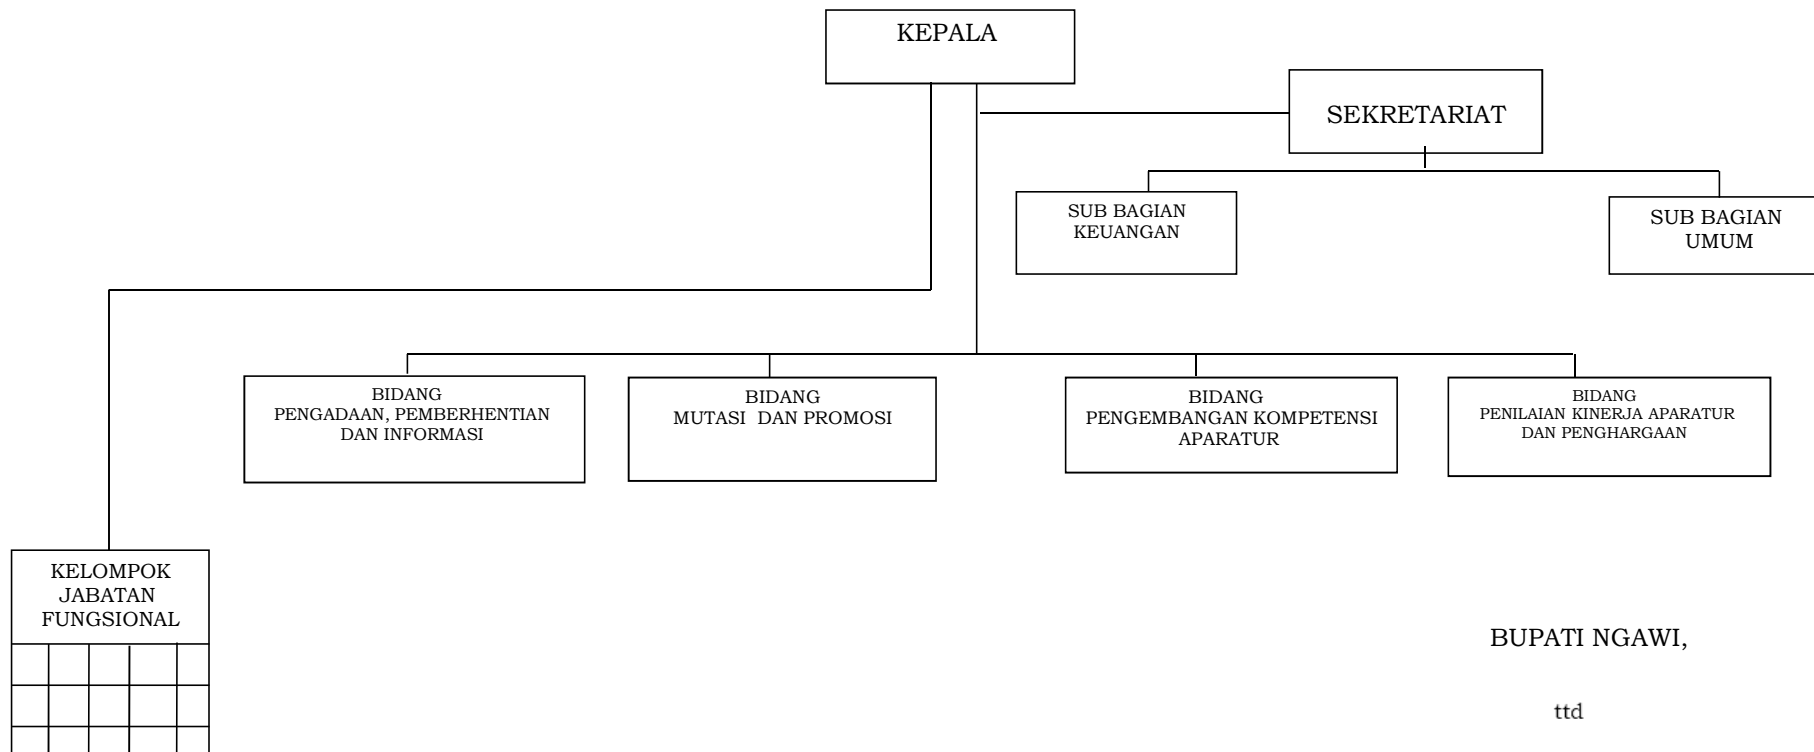 KEPALA
SEKRETARIAT
SUB BAGIAN
KEUANGAN
SUB BAGIAN
UMUM
BIDANG
PENGADAAN, PEMBERHENTIAN
DAN INFORMASI
BIDANG
MUTASI DAN PROMOSI
BIDANG
PENGEMBANGAN KOMPETENSI
APARATUR
BIDANG
PENILAIAN KINERJA APARATUR
DAN PENGHARGAAN
KELOMPOK
JABATAN
FUNGSIONAL
BUPATI NGAWI,
ttd